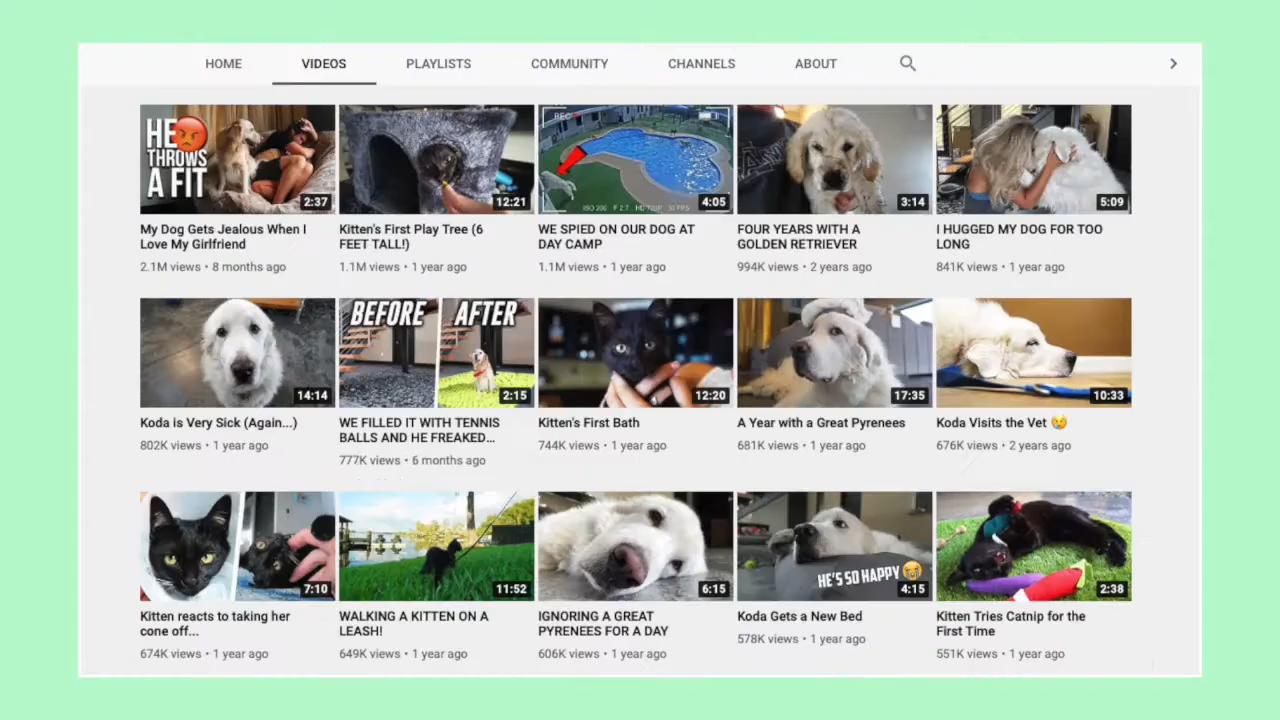 HOME VIDEOS PLAYLISTS COMMUNITY CHANNELS ABOUT
HE
THROWS
A FIT
2:37
12:21
REC
ISO 200 F 2.7 HD 720P 30 FPS
4:05
3:14
5:09
My Dog Gets Jealous When I
Love My Girlfriend
2.1M views • 8 months ago
Kitten's First Play Tree (6
FEET TALL!)
1.1M views • 1 year ago
WE SPIED ON OUR DOG AT
DAY CAMP
1.1M views • 1 year ago
FOUR YEARS WITH A
GOLDEN RETRIEVER
994K views • 2 years ago
I HUGGED MY DOG FOR TOO
LONG
841K views • 1 year ago
14:14
BEFORE AFTER
2:15
12:20
17:35
10:33
Koda is Very Sick (Again...)
802K views • 1 year ago
WE FILLED IT WITH TENNIS
BALLS AND HE FREAKED...
777K views • 6 months ago
Kitten's First Bath
744K views • 1 year ago
A Year with a Great Pyrenees
681K views • 1 year ago
Koda Visits the Vet 😢
676K views • 2 years ago
7:10
11:52
6:15
HE'S SO HAPPY 😭
4:15
2:38
Kitten reacts to taking her
cone off...
674K views • 1 year ago
WALKING A KITTEN ON A
LEASH!
649K views • 1 year ago
IGNORING A GREAT
PYRENEES FOR A DAY
606K views • 1 year ago
Koda Gets a New Bed
578K views • 1 year ago
Kitten Tries Catnip for the
First Time
551K views • 1 year ago